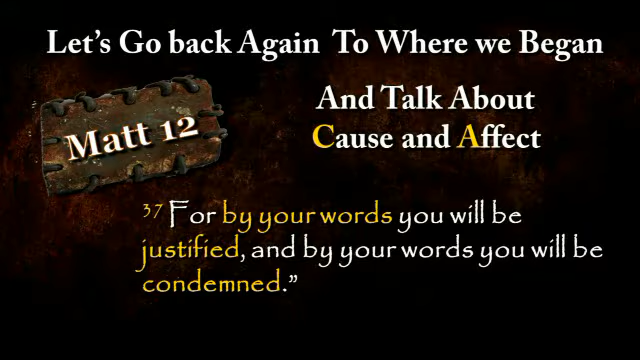 Let's Go back Again To Where we Began
And Talk About
Cause and Affect
Matt 12
37 For by your words you will be
justified, and by your words you will be
condemned.”